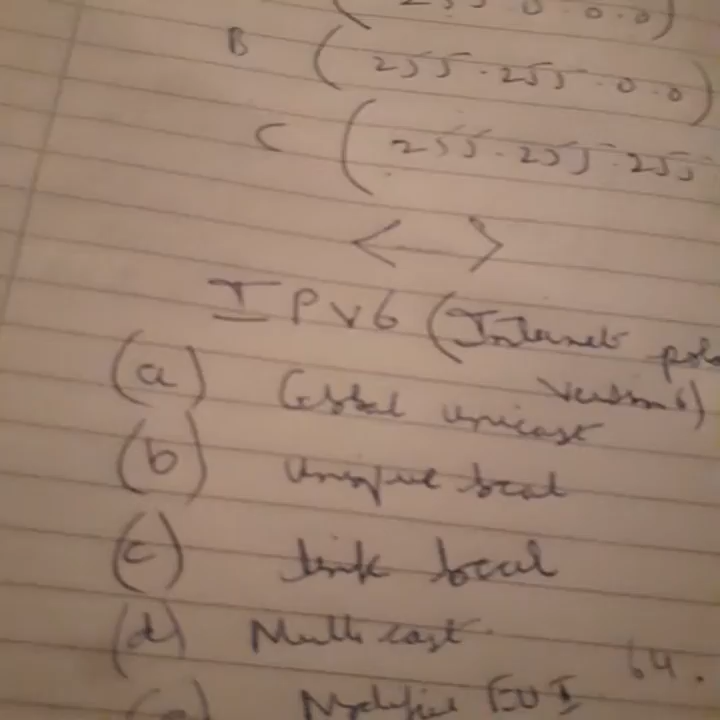 B (255.255.0.0)
C (255.255.255
IPV6 (Internet
Version 6)
(a) Global unicast
(b) unique local
(c) link local
(d) Multicast
EUI 64.